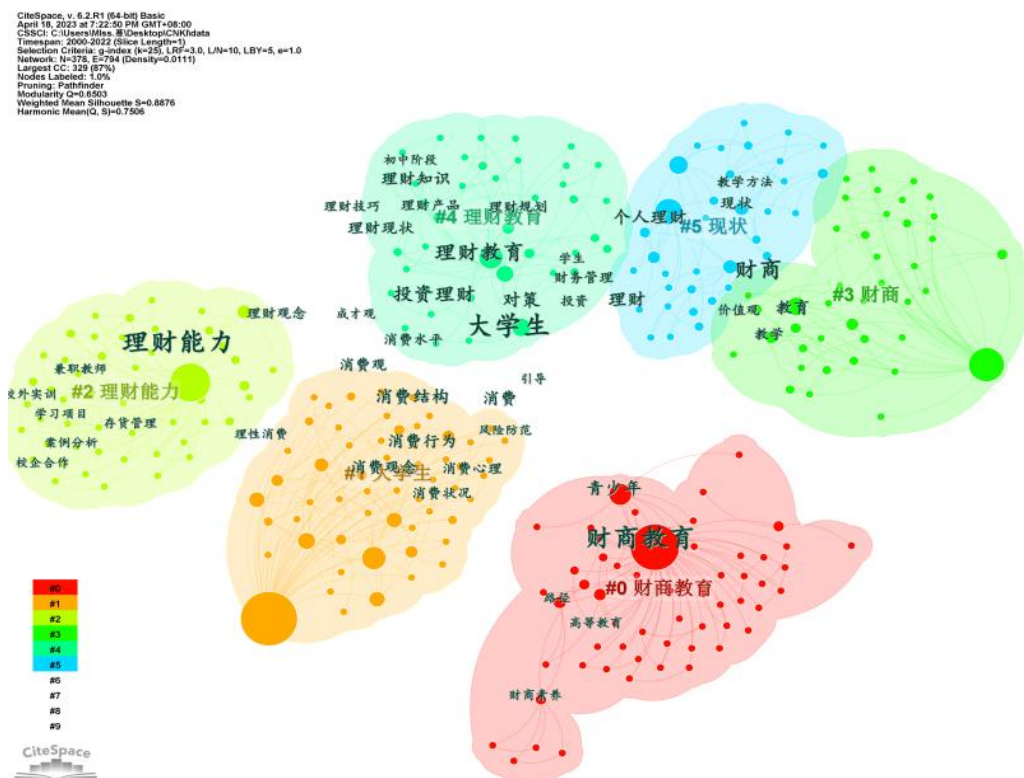 CiteSpace, v. 6.2.R1 (64-bit) Basic
April 18, 2023 at 7:22:50 PM GMT+08:00
CSSCI: C:\Users\Miss.蔷\Desktop\CNKI\data
Timespan: 2000-2022 (Slice Length=1)
Selection Criteria: g-index (k=25), LRF=3.0, L/N=10, LBY=5, e=1.0
Network: N=378, E=794 (Density=0.0111)
Largest CC: 329 (87%)
Nodes Labeled: 1.0%
Pruning: Pathfinder
Modularity Q=0.6503
Weighted Mean Silhouette S=0.8876
Harmonic Mean(Q, S)=0.7506
初中阶段
理财知识
理财技巧 理财产品 理财规划
#4 理财教育
理财现状
理财教育
学生
财务管理
投资理财 对策 投资
大学生
消费水平
成才观
教学方法
现状
个人理财
#5 现状
财商
理财
#3 财商
价值观 教育
教学
理财观念
理财能力
兼职教师
校外实训 #2 理财能力
学习项目
存货管理
案例分析
校企合作
消费观
引导
消费结构 消费
理性消费 消费行为 风险防范
#1 大学生
消费观念 消费心理
消费状况
青少年
财商教育
#0 财商教育
路径
高等教育
财商素养
#0
#1
#2
#3
#4
#5
#6
#7
#8
#9
CiteSpace